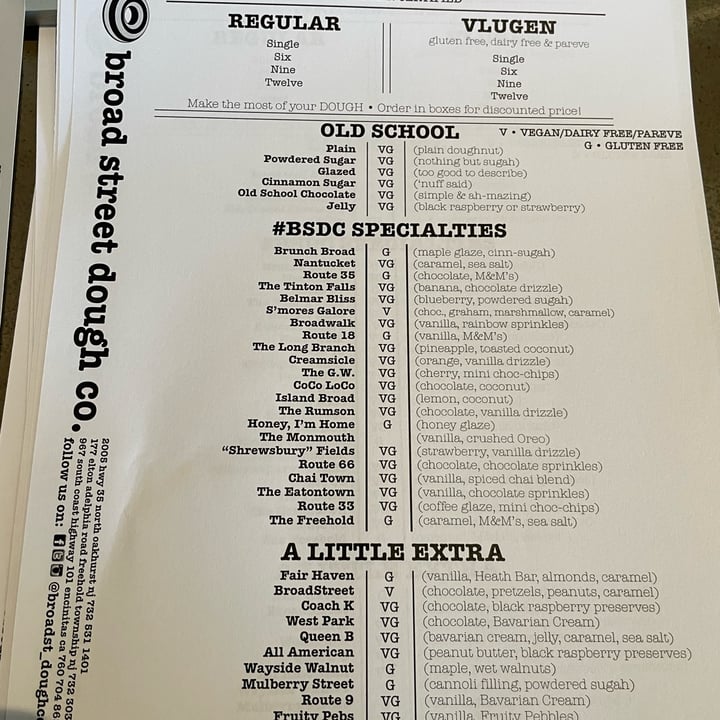 REGULAR
Single
Six
Nine
Twelve
VLUGEN
gluten free, dairy free & pareve
Single
Six
Nine
Twelve
Make the most of your DOUGH • Order in boxes for discounted price!
OLD SCHOOL
V • VEGAN/DAIRY FREE/PAREVE
G • GLUTEN FREE
Plain VG (plain doughnut)
Powdered Sugar VG (nothing but sugah)
Glazed VG (too good to describe)
Cinnamon Sugar VG ('nuff said)
Old School Chocolate VG (simple & ah-mazing)
Jelly VG (black raspberry or strawberry)
#BSDC SPECIALTIES
Brunch Broad G (maple glaze, cinn-sugah)
Nantucket VG (caramel, sea salt)
Route 35 G (chocolate, M&M's)
The Tinton Falls VG (banana, chocolate drizzle)
Belmar Bliss VG (blueberry, powdered sugah)
S'mores Galore V (choc., graham, marshmallow, caramel)
Broadwalk VG (vanilla, rainbow sprinkles)
Route 18 G (vanilla, M&M's)
The Long Branch VG (pineapple, toasted coconut)
Creamsicle VG (orange, vanilla drizzle)
The G.W. VG (cherry, mini choc-chips)
CoCo LoCo VG (chocolate, coconut)
Island Broad VG (lemon, coconut)
The Rumson VG (chocolate, vanilla drizzle)
Honey, I'm Home G (honey glaze)
The Monmouth (vanilla, crushed Oreo)
"Shrewsbury" Fields VG (strawberry, vanilla drizzle)
Route 66 VG (chocolate, chocolate sprinkles)
Chai Town VG (vanilla, spiced chai blend)
The Eatontown VG (vanilla, chocolate sprinkles)
Route 33 VG (coffee glaze, mini choc-chips)
The Freehold G (caramel, M&M's, sea salt)
A LITTLE EXTRA
Fair Haven G (vanilla, Heath Bar, almonds, caramel)
BroadStreet V (chocolate, pretzels, peanuts, caramel)
Coach K VG (chocolate, black raspberry preserves)
West Park VG (chocolate, Bavarian Cream)
Queen B VG (bavarian cream, jelly, caramel, sea salt)
All American VG (peanut butter, black raspberry preserves)
Wayside Walnut G (maple, wet walnuts)
Mulberry Street G (cannoli filling, powdered sugah)
Route 9 VG (vanilla, Bavarian Cream)
Fruity Pebs VG (vanilla, Fruity Pebbles)
broad street dough co.
2005 hwy 35 north oakhurst nj 732 531 1401
177 elton adelphia road freehold township nj 732 303
967 south coast highway 101 encinitas ca 760 704 86
follow us on: @broadst_doughc